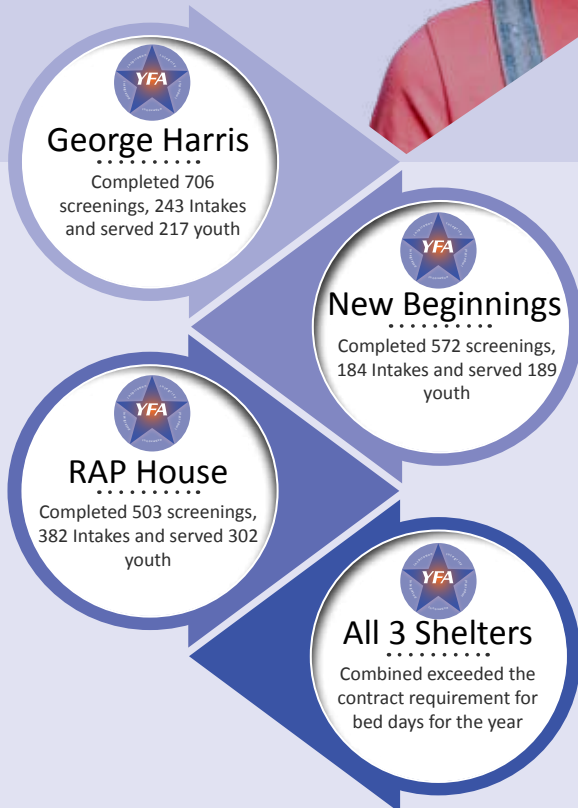 YFA
George Harris
Completed 706
screenings, 243 Intakes
and served 217 youth
YFA
New Beginnings
Completed 572 screenings,
184 Intakes and served 189
youth
YFA
RAP House
Completed 503 screenings,
382 Intakes and served 302
youth
YFA
All 3 Shelters
Combined exceeded the
contract requirement for
bed days for the year